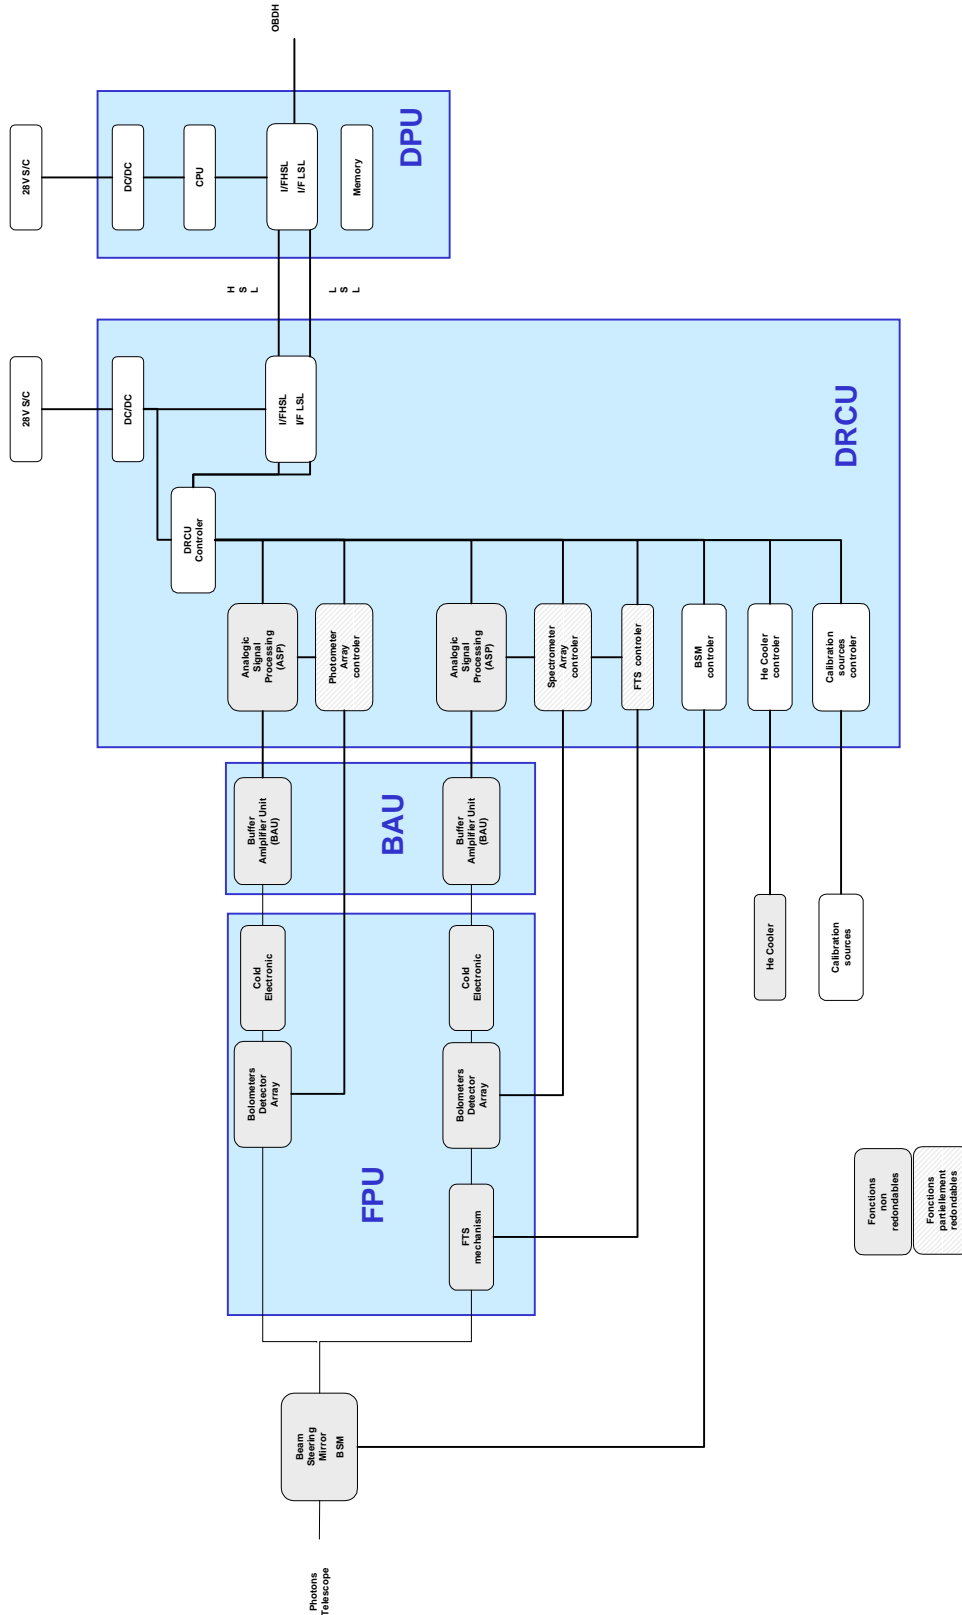 Photons
Telescope
Beam
Steering
Mirror
BSM
FPU
Bolometers
Detector
Array
Cold
Electronic
FTS
mechanism
Bolometers
Detector
Array
Cold
Electronic
BAU
Buffer
Amiplifier Unit
(BAU)
Buffer
Amiplifier Unit
(BAU)
DRCU
28V S/C
DC/DC
DRCU
Controler
I/FHSL
I/F LSL
Analogic
Signal
Processing
(ASP)
Photometer
Array
controler
Analogic
Signal
Processing
(ASP)
Spectrometer
Array
controler
FTS controler
BSM
controler
He Cooler
controler
Calibration
sources
controler
He Cooler
Calibration
sources
H
S
L
L
S
L
DPU
28V S/C
DC/DC
CPU
I/FHSL
I/F LSL
Memory
OBDH
Fonctions
non
redondables
Fonctions
partiellement
redondables